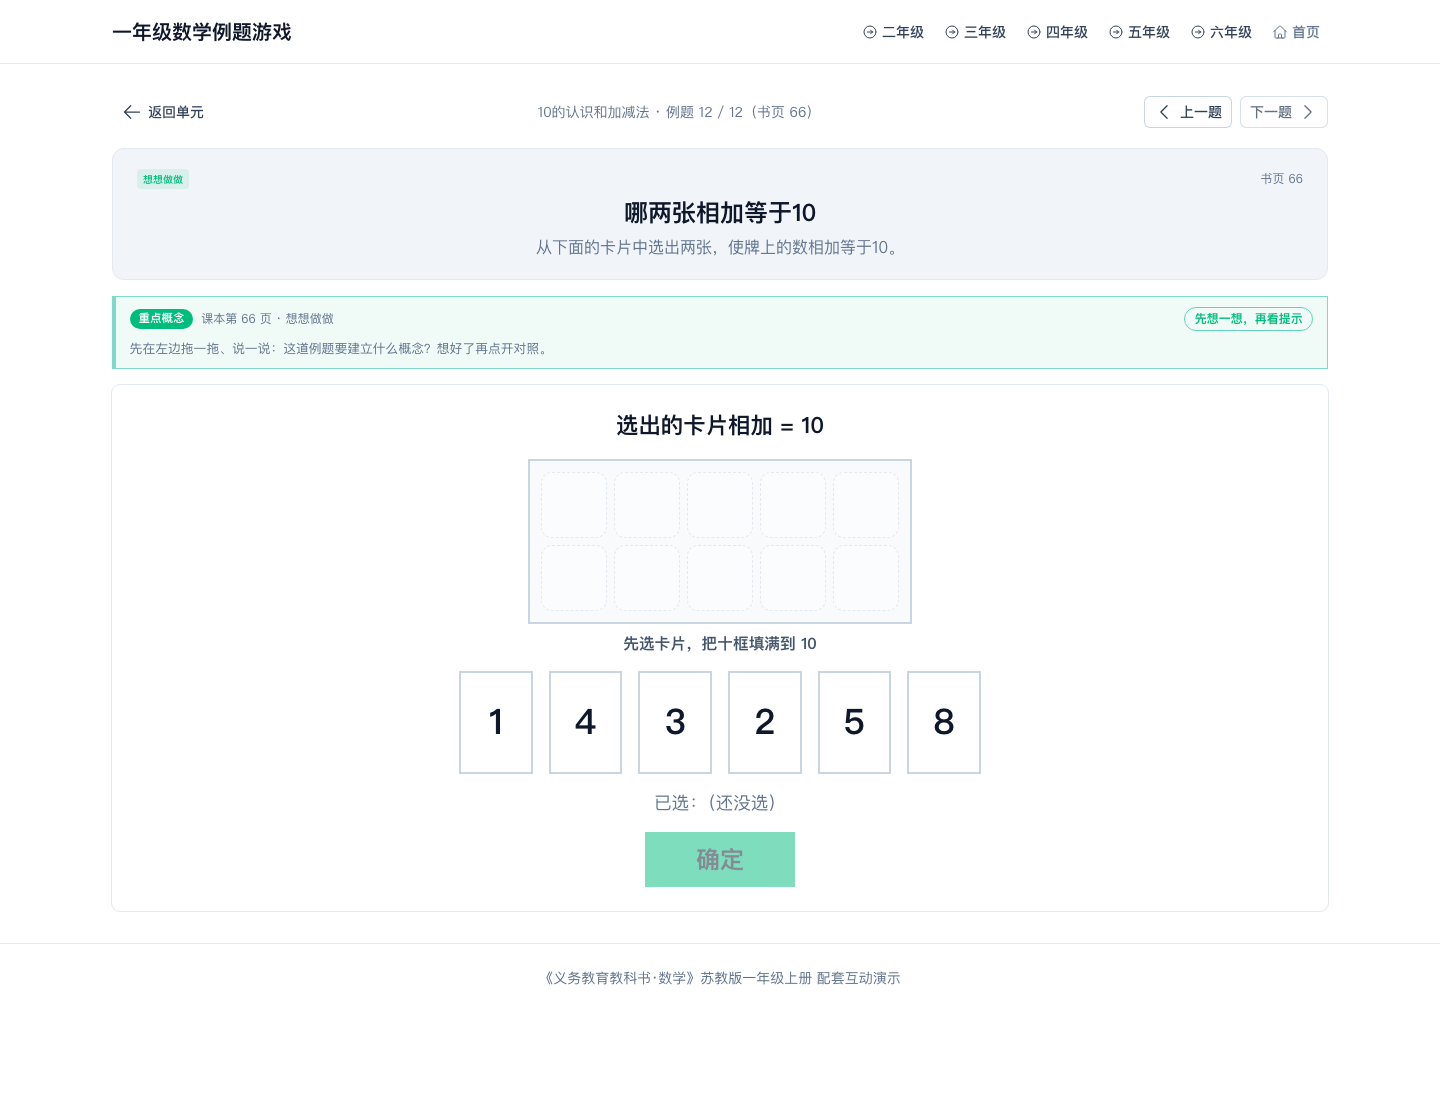 一年级数学例题游戏
二年级 三年级 四年级 五年级 六年级 首页
返回单元
10的认识和加减法 · 例题 12 / 12（书页 66）
上一题 下一题
想想做做
书页 66
哪两张相加等于10
从下面的卡片中选出两张，使牌上的数相加等于10。
重点概念 课本第 66 页 · 想想做做
先想一想，再看提示
先在左边拖一拖、说一说：这道例题要建立什么概念？想好了再点开对照。
选出的卡片相加 = 10
先选卡片，把十框填满到 10
1 4 3 2 5 8
已选：（还没选）
确定
《义务教育教科书·数学》苏教版一年级上册 配套互动演示